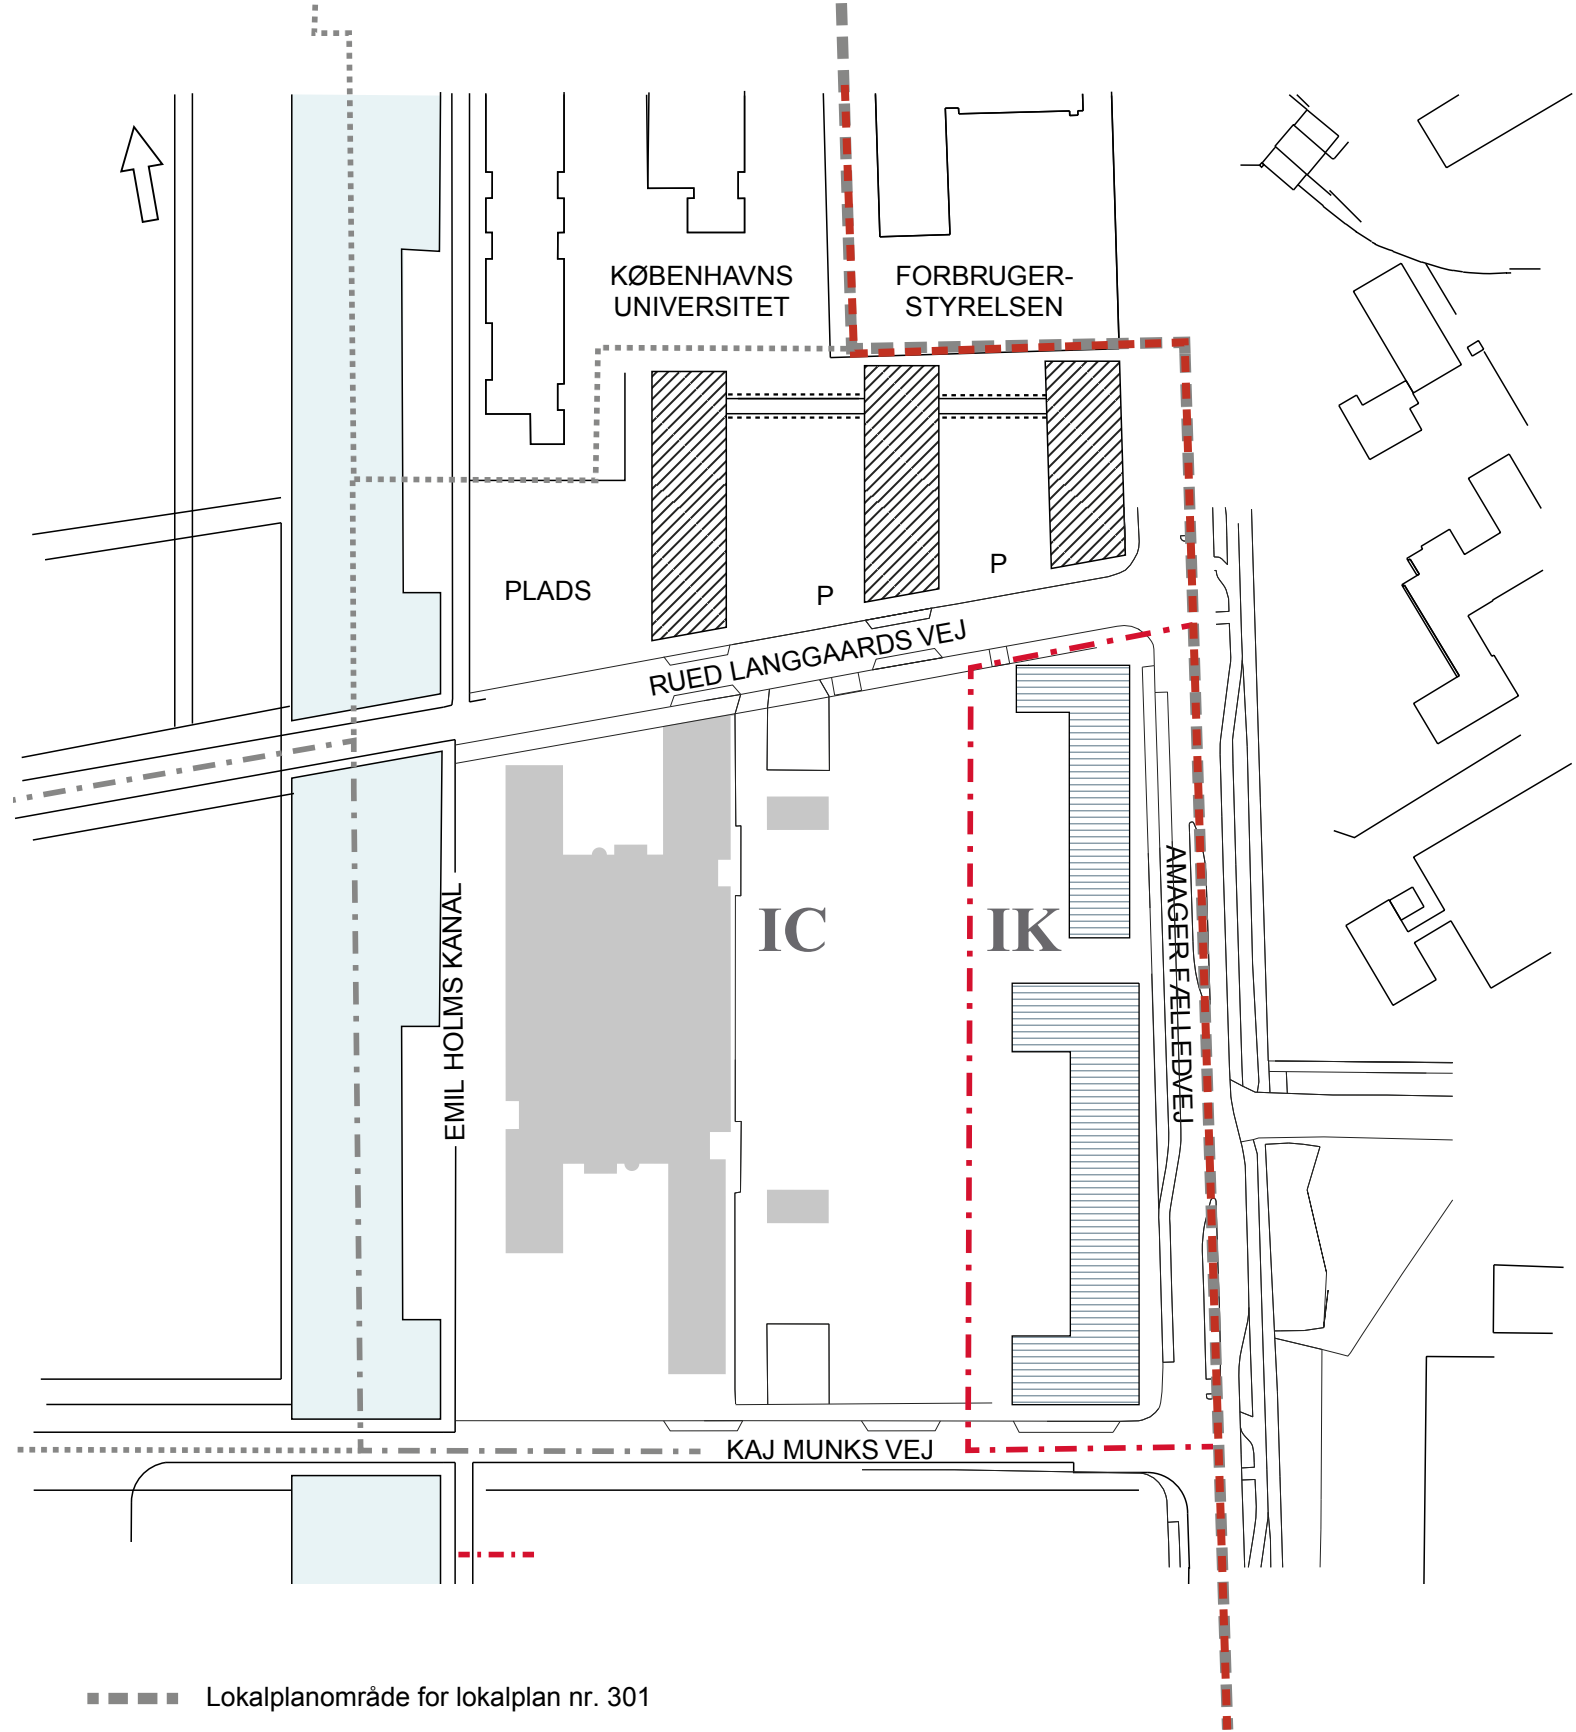 KØBENHAVNS
UNIVERSITET
FORBRUGER-
STYRELSEN
PLADS
P
P
RUED LANGGAARDS VEJ
IC
IK
EMIL HOLMS KANAL
AMAGER FÆLLEDVEJ
KAJ MUNKS VEJ
Lokalplanområde for lokalplan nr. 301